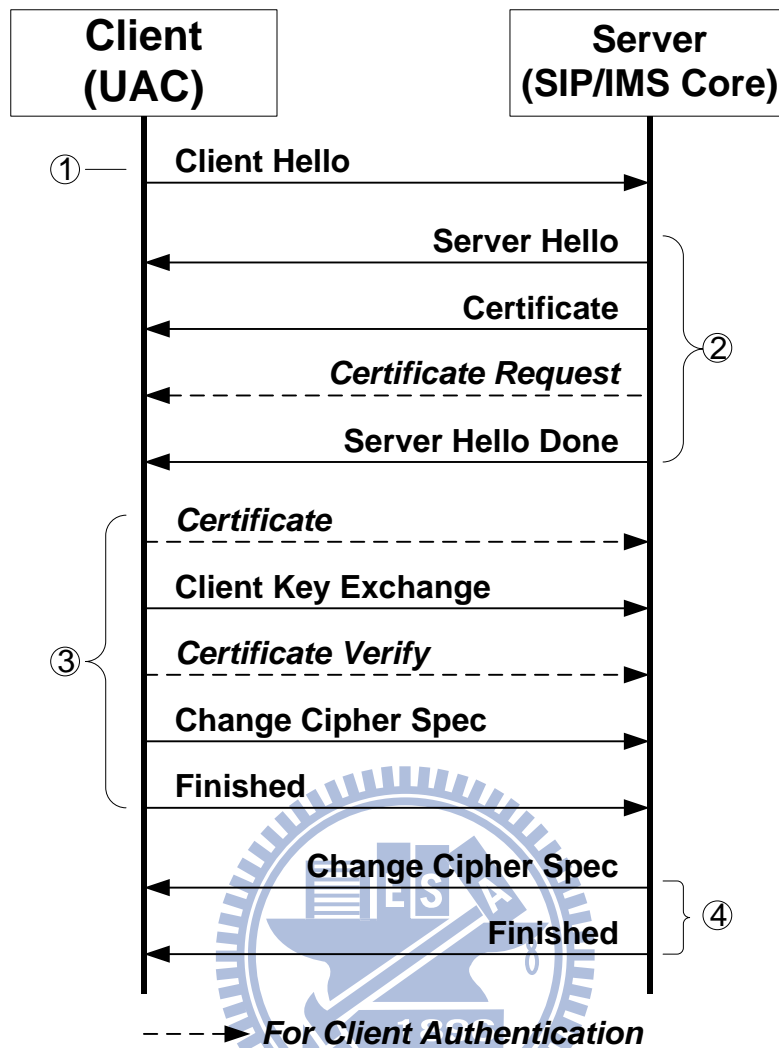 Client
(UAC)
Server
(SIP/IMS Core)
① Client Hello
Server Hello
Certificate
②
Certificate Request
Server Hello Done
Certificate
Client Key Exchange
③
Certificate Verify
Change Cipher Spec
Finished
Change Cipher Spec
E S A
④
Finished
1896
For Client Authentication